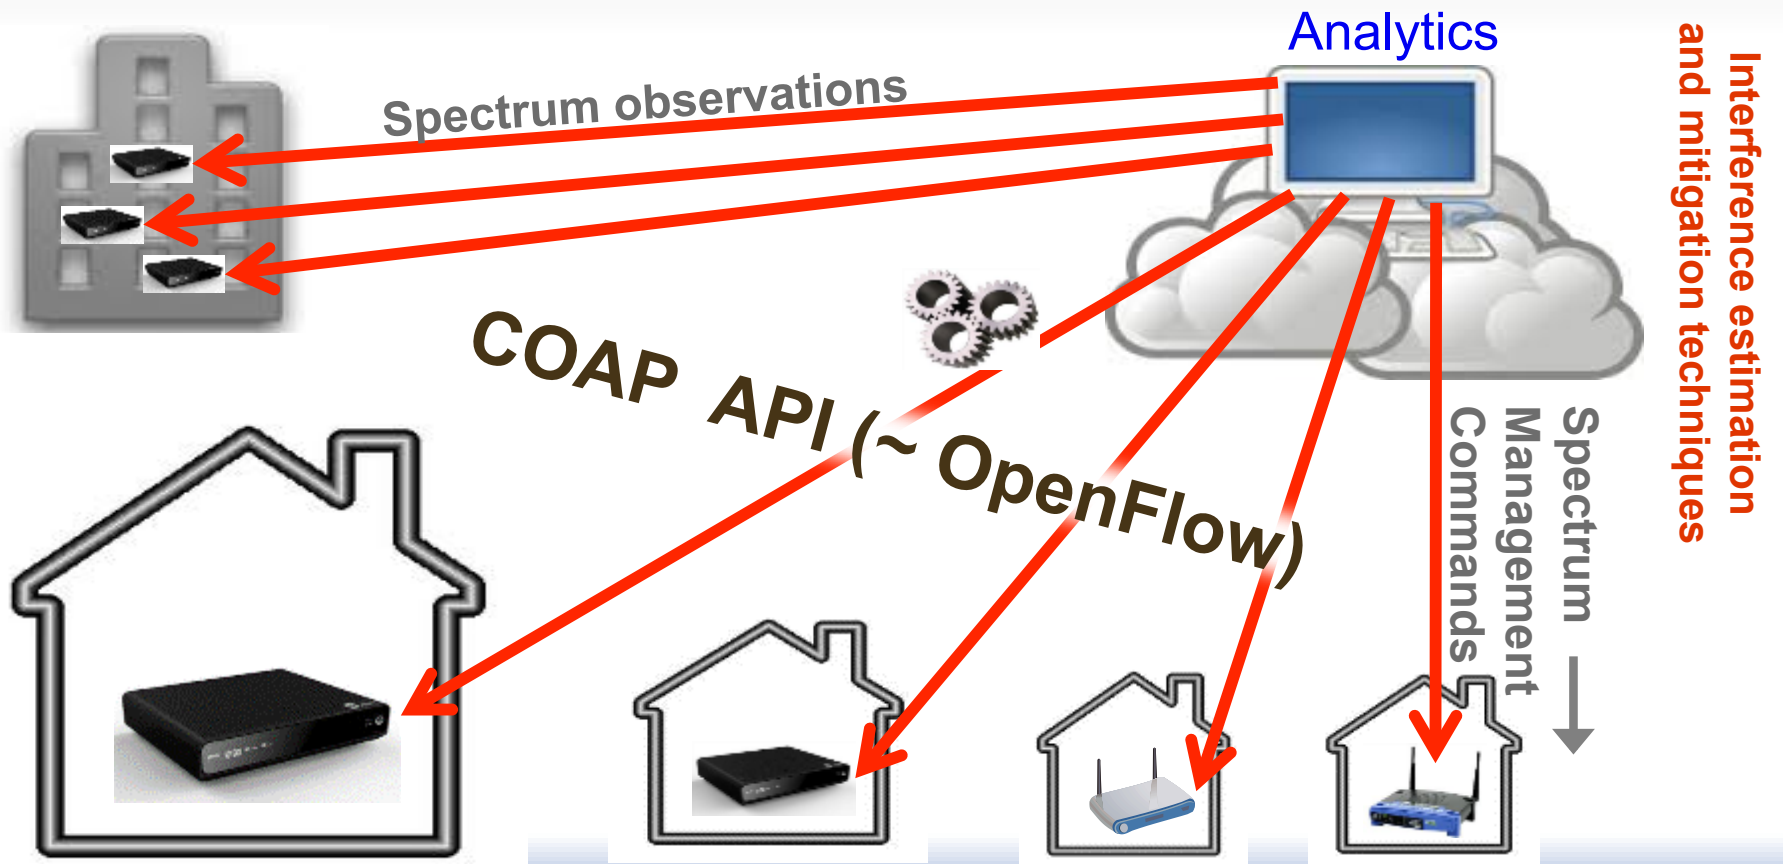 Analytics
Spectrum observations
COAP API (~ OpenFlow)
Interference estimation
and mitigation techniques
Spectrum
Management
Commands